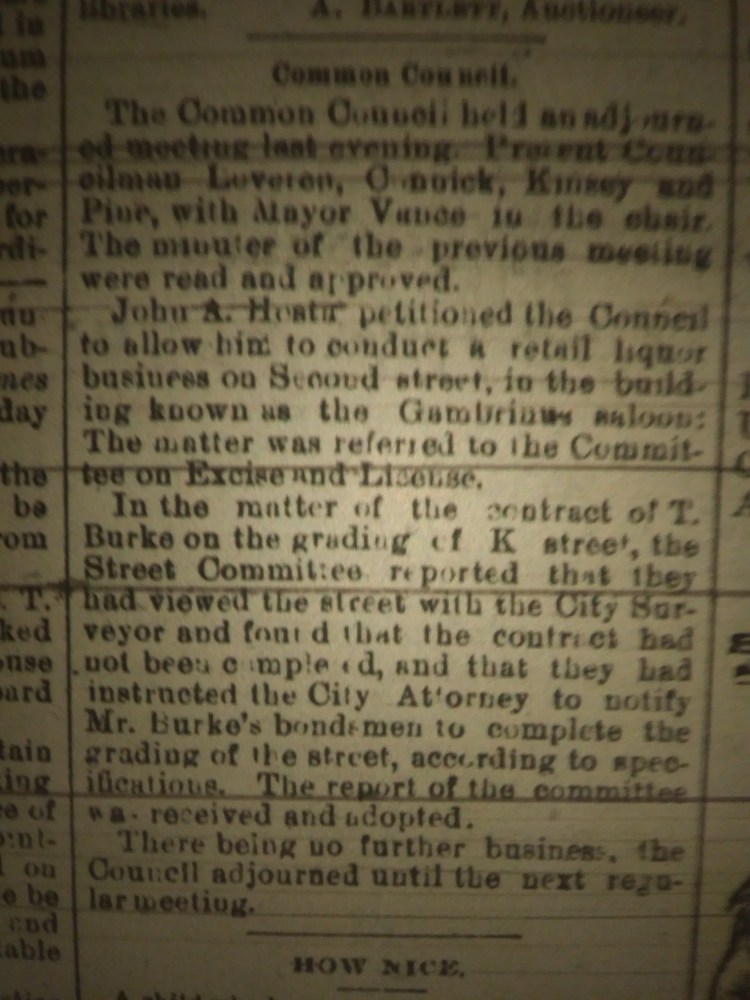 libraries. A. BARTLETT, Auctioneer.
Common Council.
The Common Council held an adjourn-
ed meeting last evening. Present Coun-
cilman Loveren, Kinsey and
Pine, with Mayor Vance in the chair.
The minutes of the previous meeting
were read and approved.
John A. petitioned the Council
to allow him to conduct a retail liquor
business on Second street, in the build-
ing known as the Gambrinus saloon:
The matter was referred to the Commit-
tee on Excise and License.
In the matter of the contract of T.
Burke on the grading of K street, the
Street Committee reported that they
had viewed the street with the City Sur-
veyor and found that the contract had
not been completed, and that they had
instructed the City Attorney to notify
Mr. Burke's bondsmen to complete the
grading of the street, according to spec-
ifications. The report of the committee
was received and adopted.
There being no further business, the
Council adjourned until the next regu-
lar meeting.
HOW NICE.